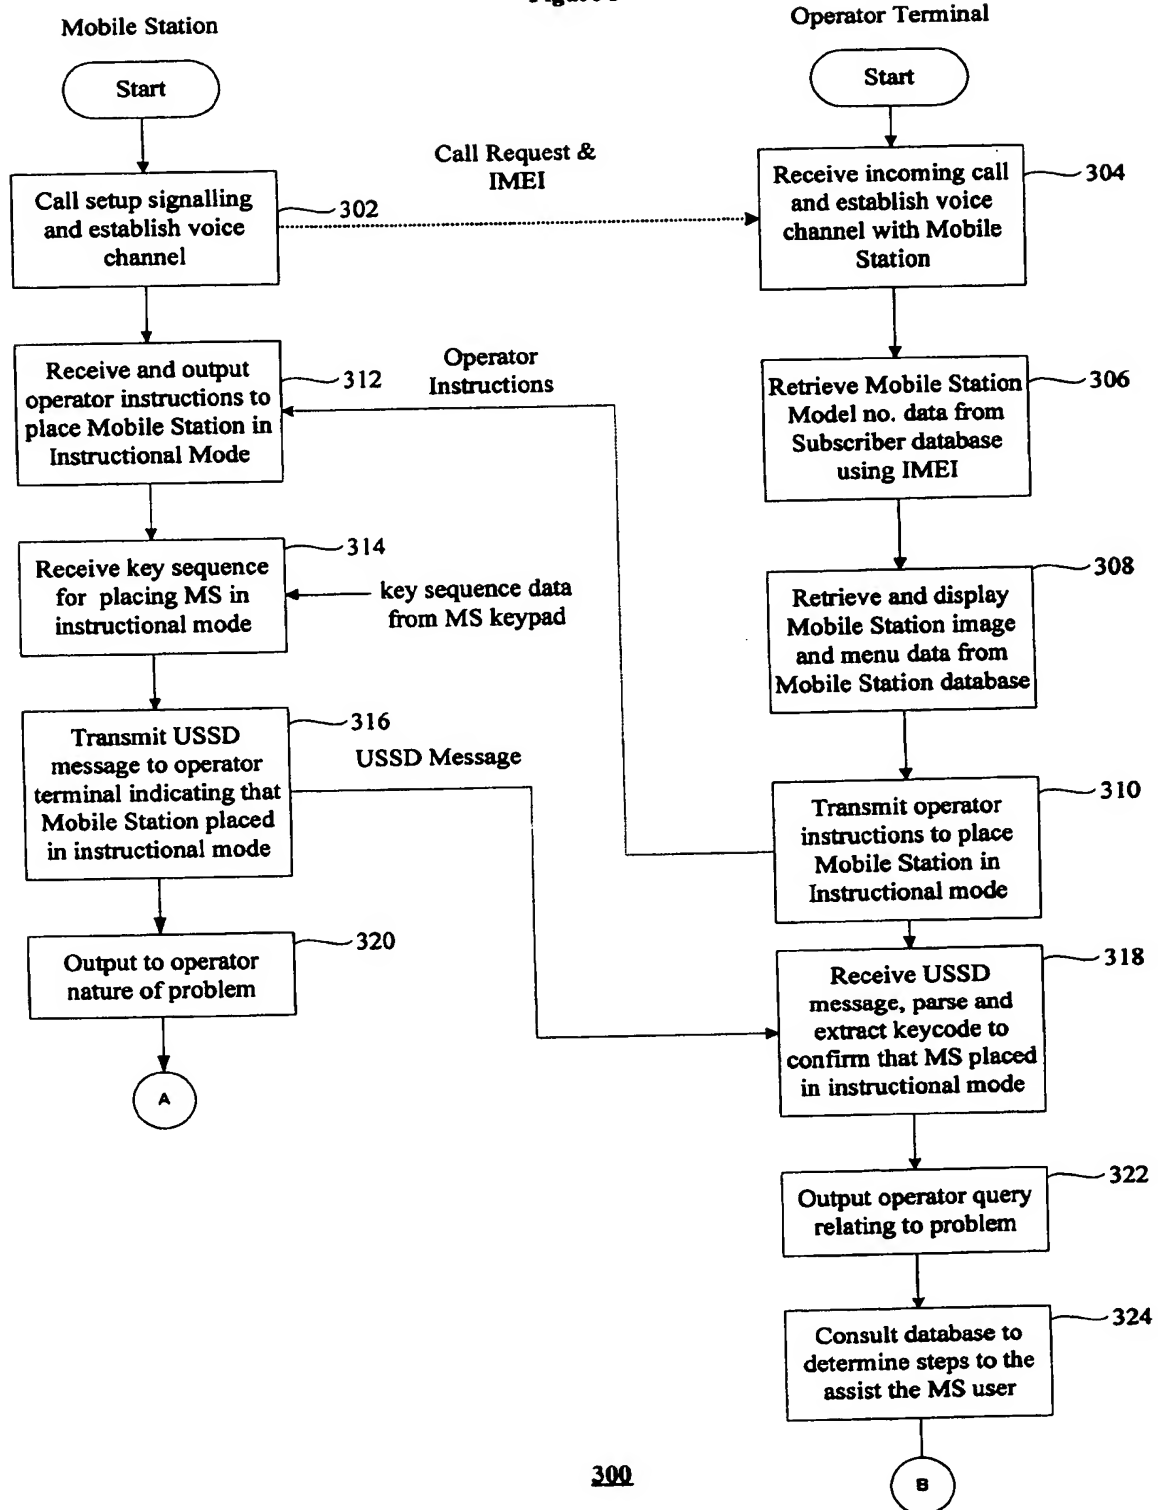 Mobile Station
Operator Terminal
Start
Start
Call Request &
IMEI
Call setup signalling
and establish voice
channel
302
Receive incoming call
and establish voice
channel with Mobile
Station
304
Receive and output
operator instructions to
place Mobile Station in
Instructional Mode
312
Operator
Instructions
Retrieve Mobile Station
Model no. data from
Subscriber database
using IMEI
306
Receive key sequence
for placing MS in
instructional mode
314
key sequence data
from MS keypad
Retrieve and display
Mobile Station image
and menu data from
Mobile Station database
308
Transmit USSD
message to operator
terminal indicating that
Mobile Station placed
in instructional mode
316
USSD Message
Transmit operator
instructions to place
Mobile Station in
Instructional mode
310
Output to operator
nature of problem
320
Receive USSD
message, parse and
extract keycode to
confirm that MS placed
in instructional mode
318
A
Output operator query
relating to problem
322
Consult database to
determine steps to the
assist the MS user
324
300
B